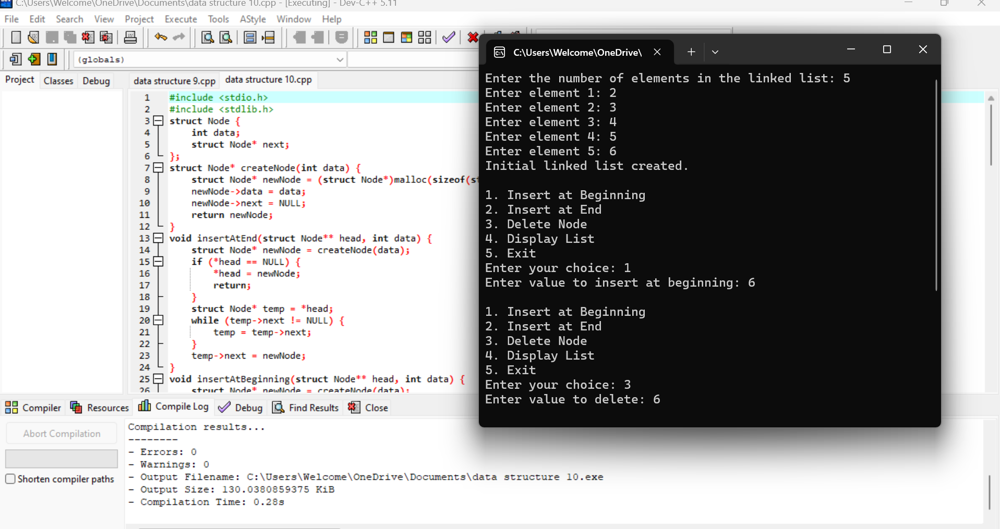 C:\Users\Welcome\OneDrive\Documents\data structure 10.cpp - [Executing] - Dev-C++ 5.11
File Edit Search View Project Execute Tools AStyle Window Help
(globals)
Project Classes Debug
data structure 9.cpp data structure 10.cpp
1 #include <stdio.h>
2 #include <stdlib.h>
3 struct Node {
4 int data;
5 struct Node* next;
6 };
7 struct Node* createNode(int data) {
8 struct Node* newNode = (struct Node*)malloc(sizeof(st
9 newNode->data = data;
10 newNode->next = NULL;
11 return newNode;
12 }
13 void insertAtEnd(struct Node** head, int data) {
14 struct Node* newNode = createNode(data);
15 if (*head == NULL) {
16 *head = newNode;
17 return;
18 }
19 struct Node* temp = *head;
20 while (temp->next != NULL) {
21 temp = temp->next;
22 }
23 temp->next = newNode;
24 }
25 void insertAtBeginning(struct Node** head, int data) {
26 struct Node* newNode = createNode(data);
C:\Users\Welcome\OneDrive\
Enter the number of elements in the linked list: 5
Enter element 1: 2
Enter element 2: 3
Enter element 3: 4
Enter element 4: 5
Enter element 5: 6
Initial linked list created.
1. Insert at Beginning
2. Insert at End
3. Delete Node
4. Display List
5. Exit
Enter your choice: 1
Enter value to insert at beginning: 6
1. Insert at Beginning
2. Insert at End
3. Delete Node
4. Display List
5. Exit
Enter your choice: 3
Enter value to delete: 6
Compiler Resources Compile Log Debug Find Results Close
Abort Compilation
Shorten compiler paths
Compilation results...
--------
- Errors: 0
- Warnings: 0
- Output Filename: C:\Users\Welcome\OneDrive\Documents\data structure 10.exe
- Output Size: 130.0380859375 KiB
- Compilation Time: 0.28s